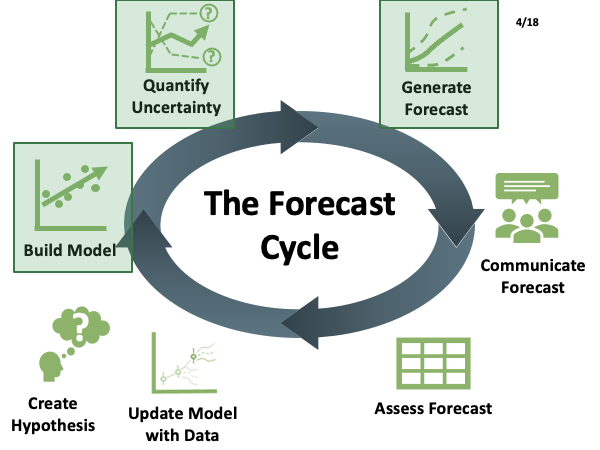 4/18
?
?
Quantify
Uncertainty
Generate
Forecast
Build Model
The Forecast
Cycle
Communicate
Forecast
?
Create
Hypothesis
Update Model
with Data
Assess Forecast